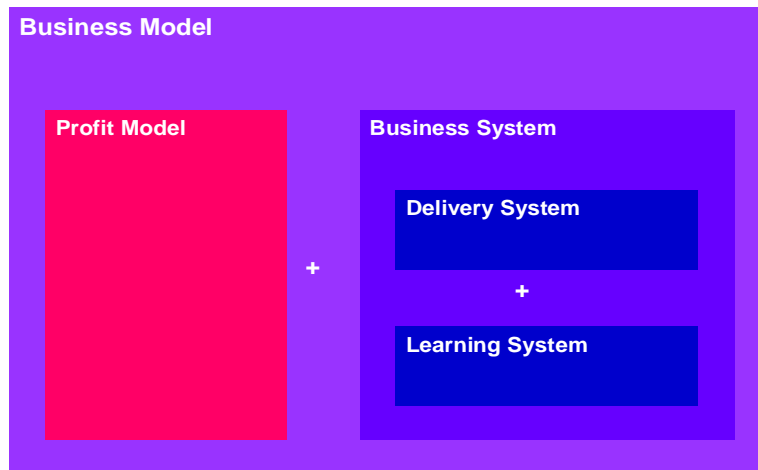 Business Model
Profit Model
Business System
Delivery System
+
+
Learning System